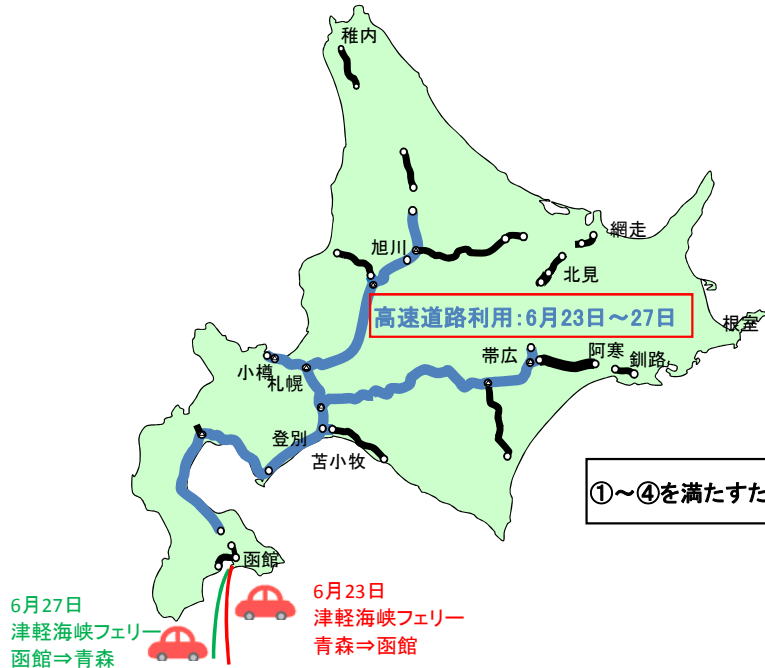 稚内
旭川
網走
北見
高速道路利用：6月23日～27日
根室
帯広
阿寒
釧路
小樽
札幌
登別
苫小牧
①～④を満たすた
函館
6月27日
津軽海峡フェリー
函館⇒青森
6月23日
津軽海峡フェリー
青森⇒函館